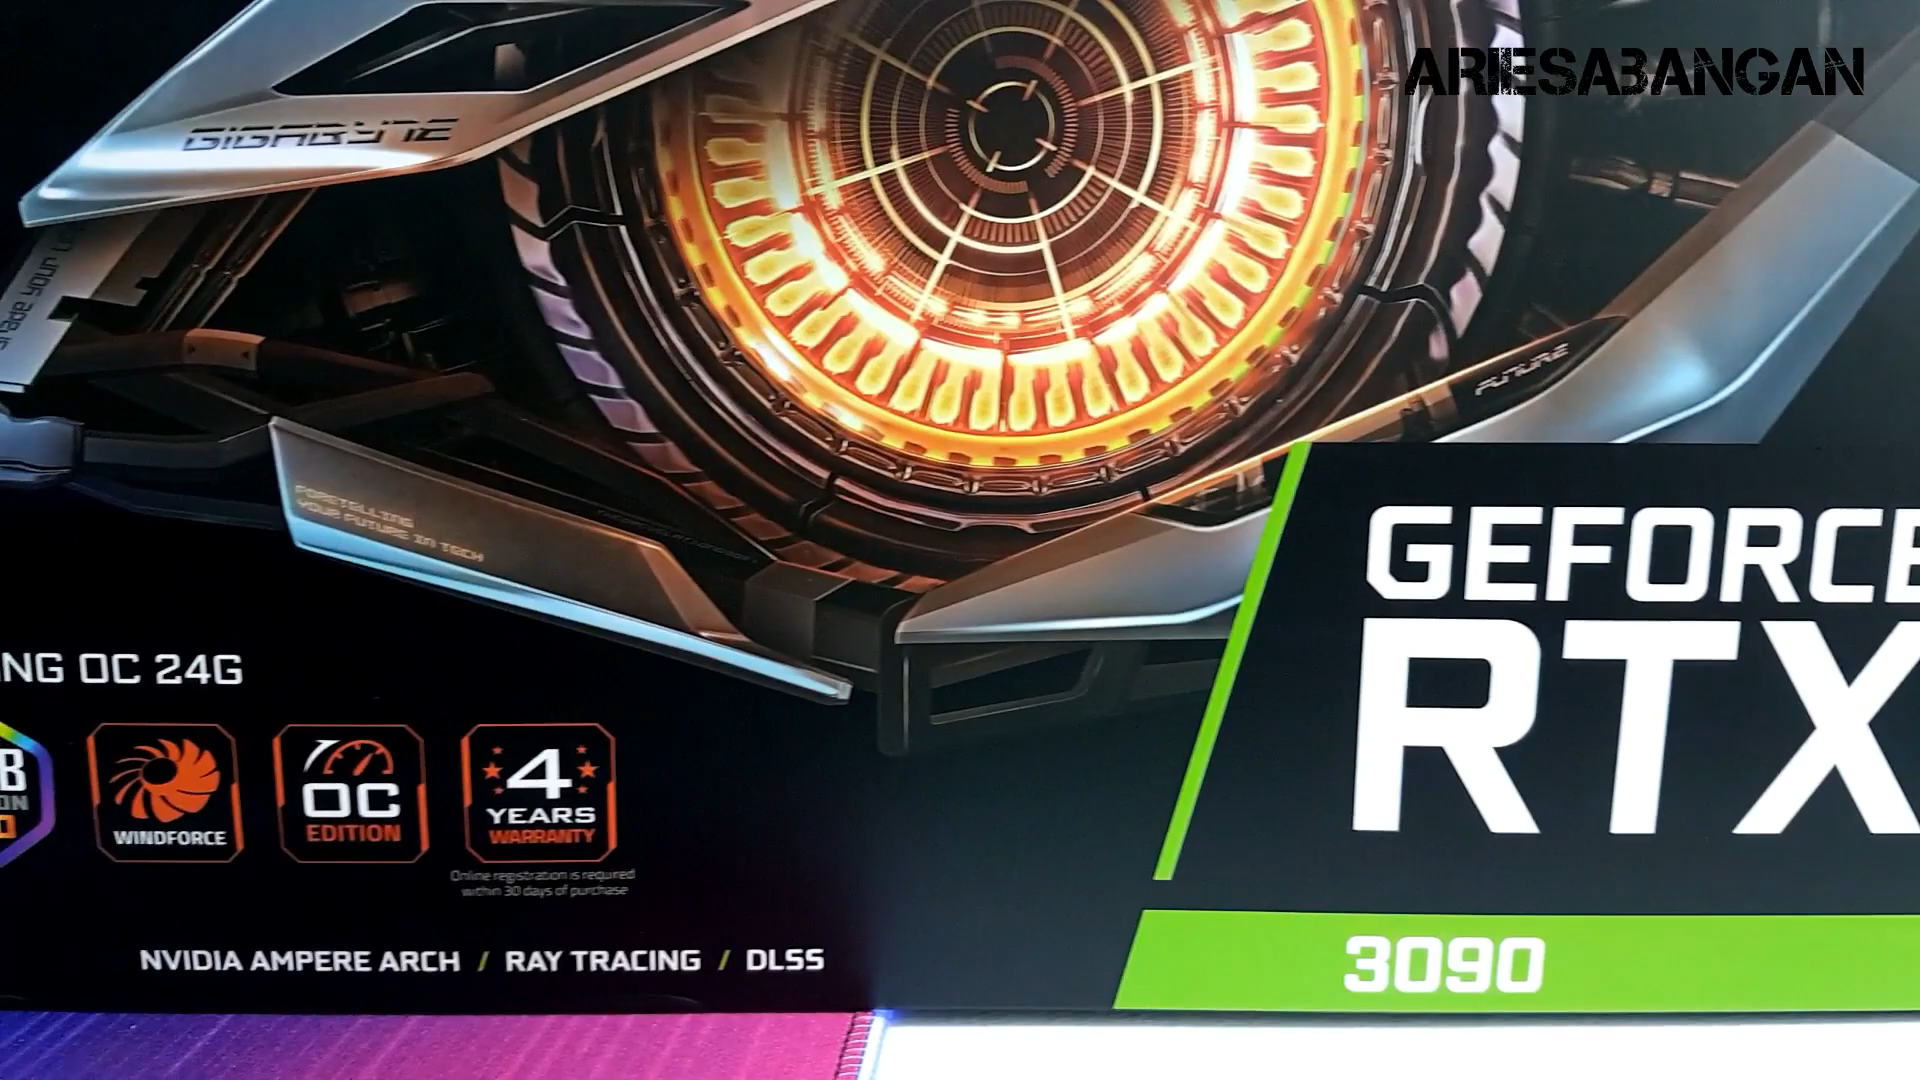 ARIESABANGAN
GIGABYTE
FUTURE
FORETELLING
YOUR FUTURE IN TECH
GEFORCE
RTX
3090
NG OC 24G
WINDFORCE
OC
EDITION
4
YEARS
WARRANTY
Online registration is required
within 30 days of purchase
NVIDIA AMPERE ARCH / RAY TRACING / DLSS